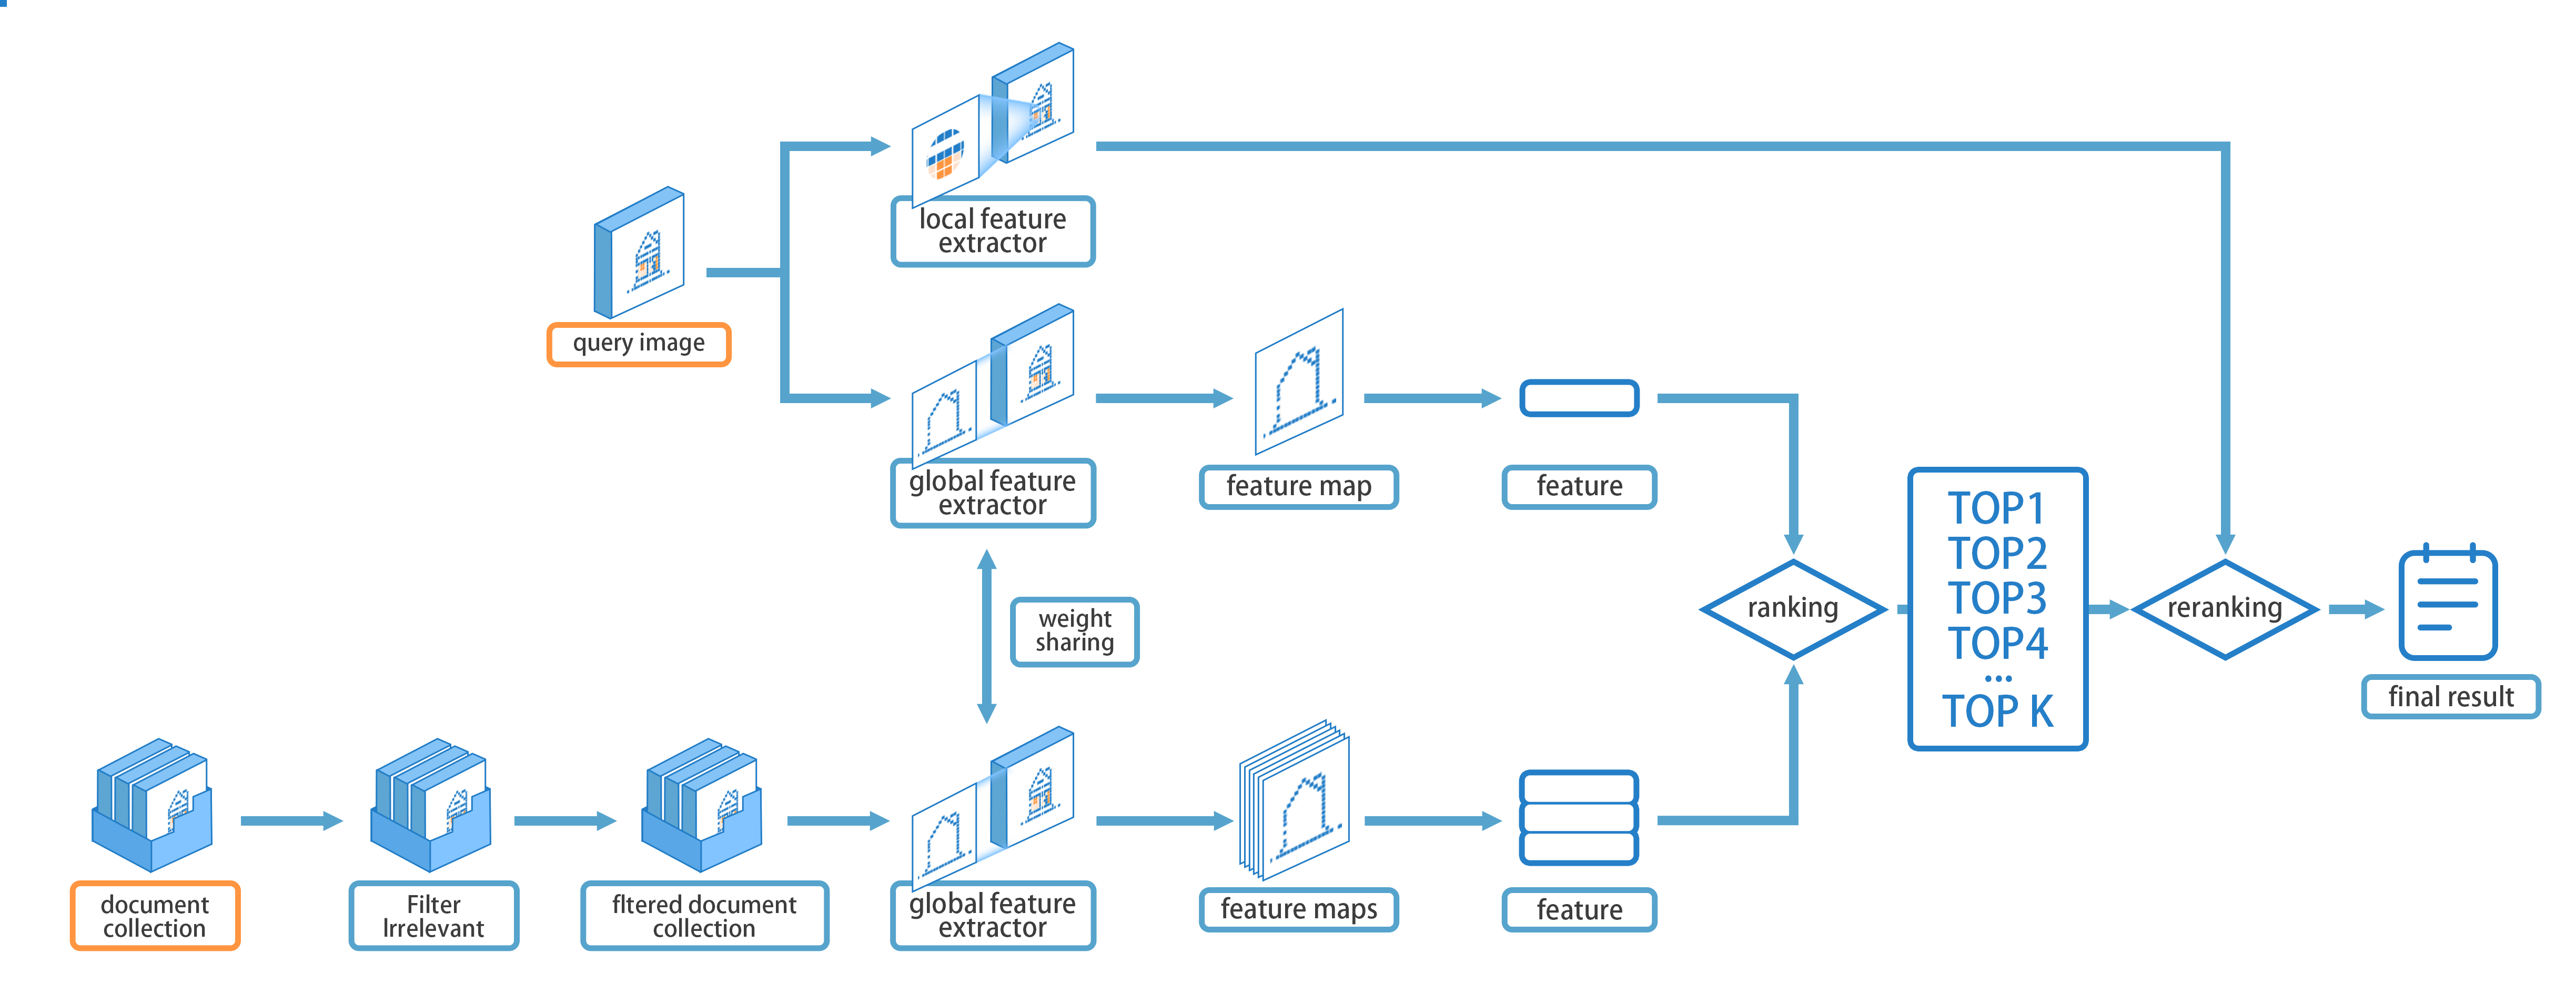 local feature
extractor
query image
global feature
extractor
feature map
feature
TOP1
TOP2
TOP3
TOP4
...
TOP K
ranking
reranking
weight
sharing
final result
document
collection
Filter
Irrelevant
fltered document
collection
global feature
extractor
feature maps
feature